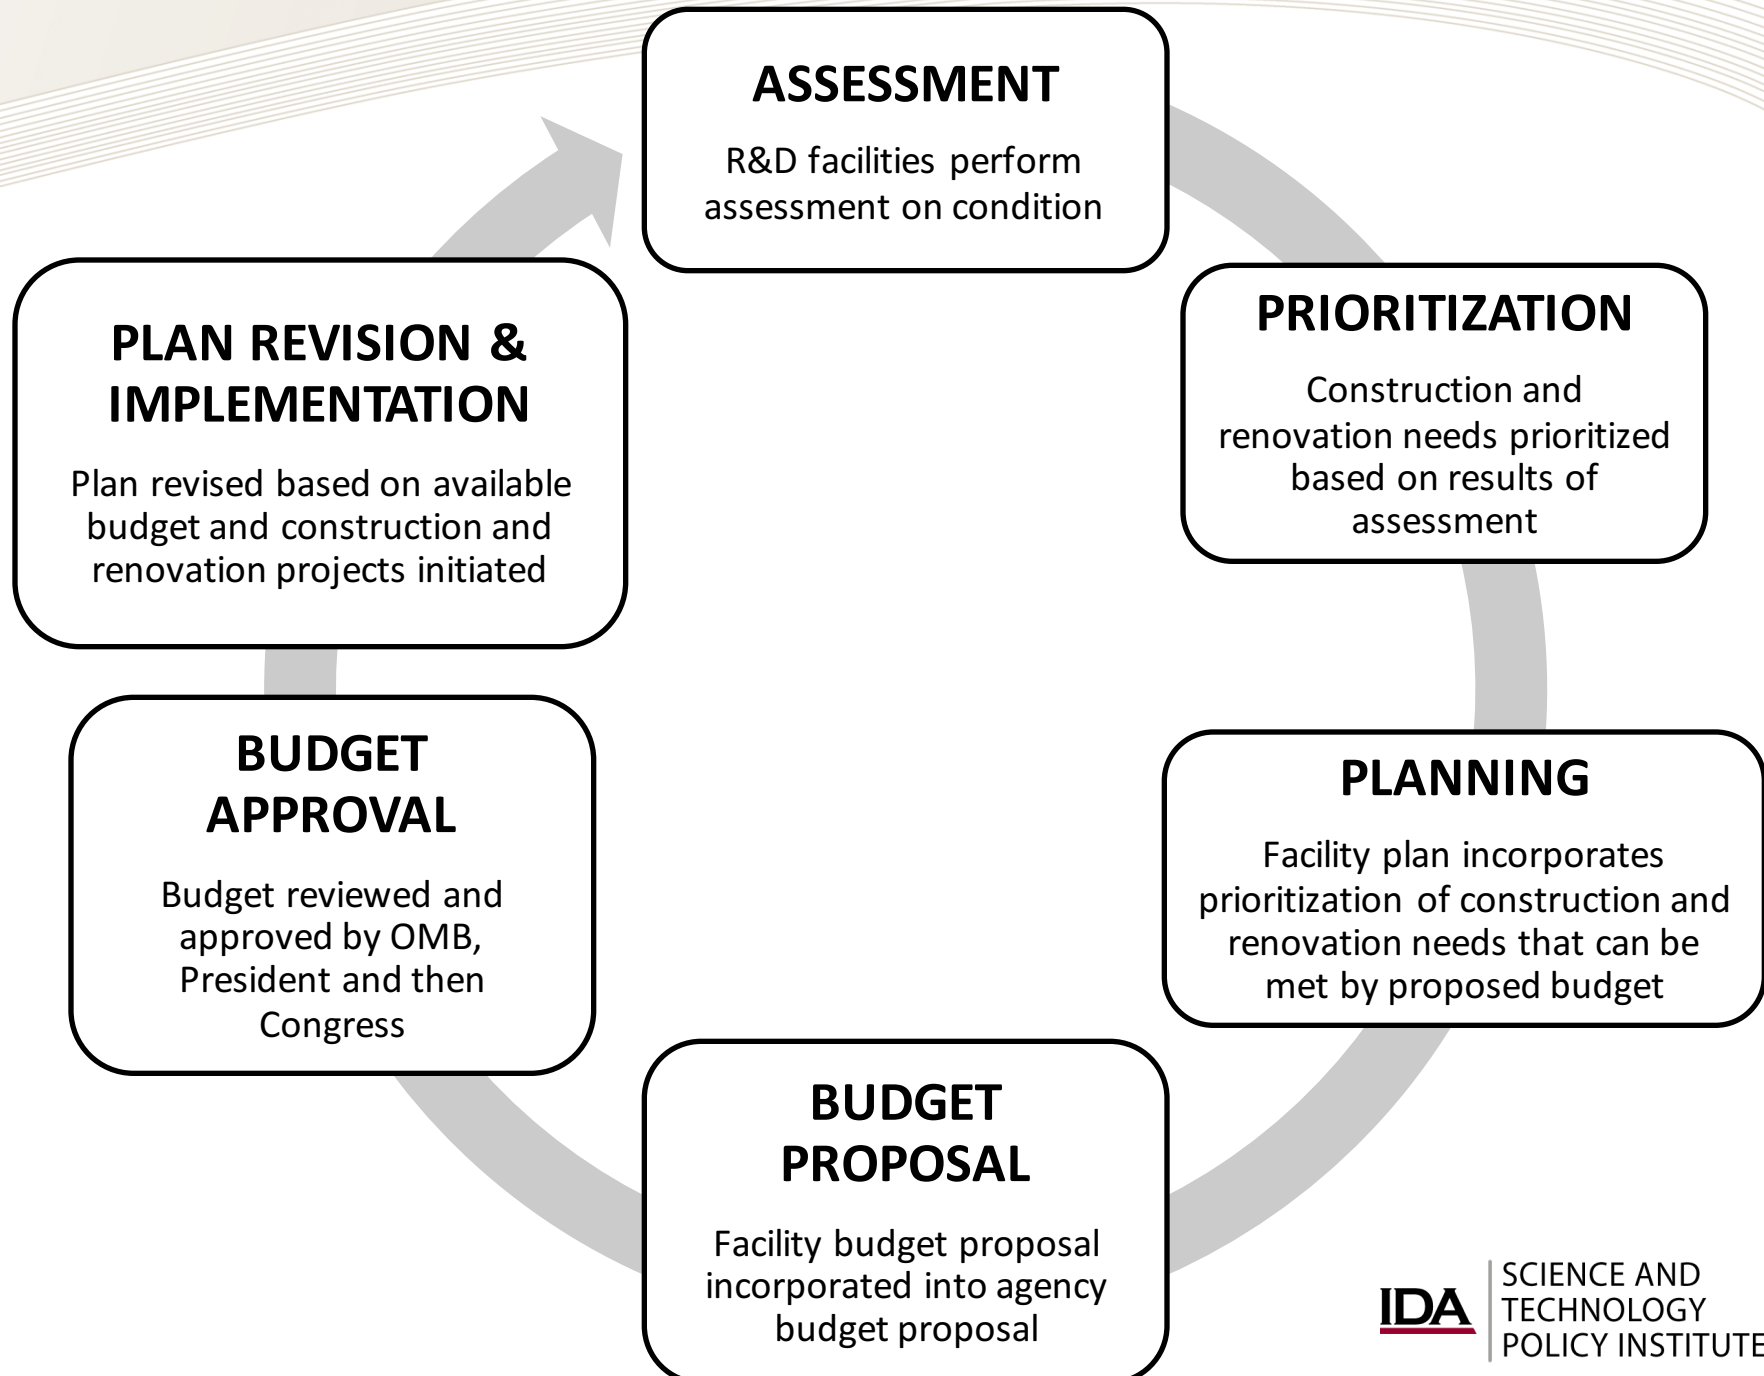 ASSESSMENT
R&D facilities perform
assessment on condition
PRIORITIZATION
Construction and
renovation needs prioritized
based on results of
assessment
PLANNING
Facility plan incorporates
prioritization of construction and
renovation needs that can be
met by proposed budget
BUDGET
PROPOSAL
Facility budget proposal
incorporated into agency
budget proposal
BUDGET
APPROVAL
Budget reviewed and
approved by OMB,
President and then
Congress
PLAN REVISION &
IMPLEMENTATION
Plan revised based on available
budget and construction and
renovation projects initiated
IDA
SCIENCE AND
TECHNOLOGY
POLICY INSTITUTE